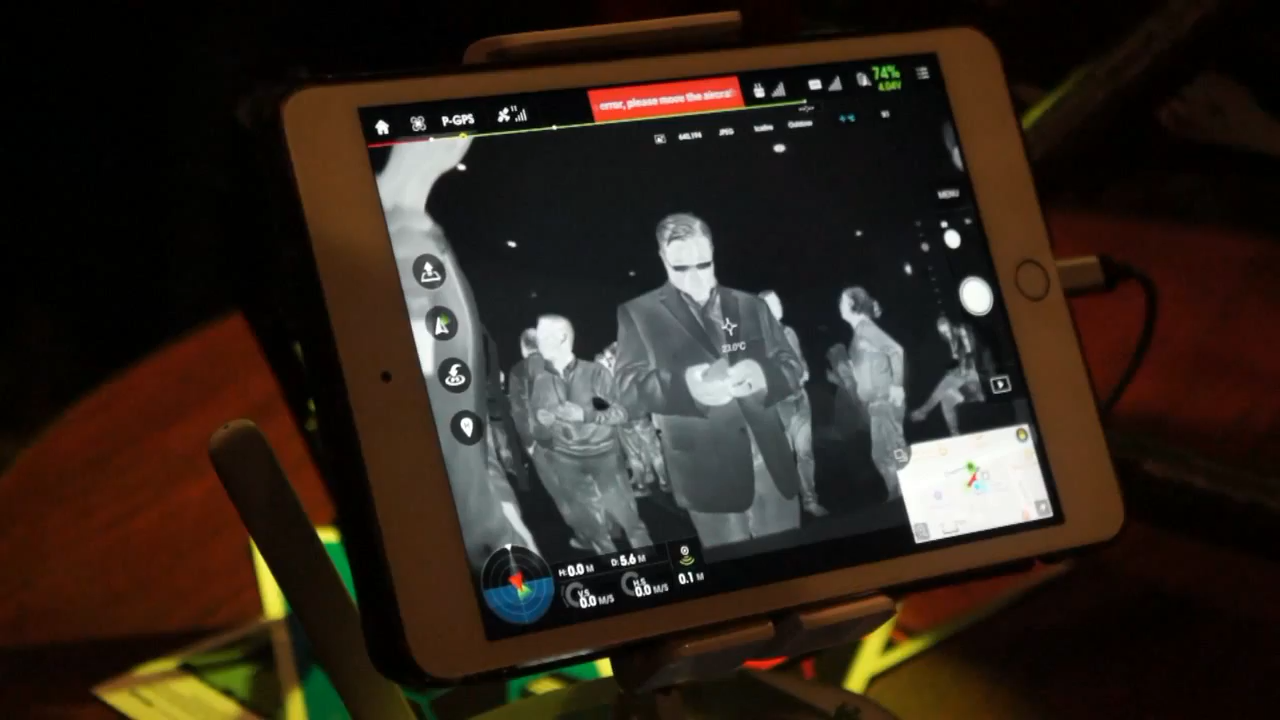 P-GPS
error, please move the aircraf
74%
4.04V
JPEG
MENU
23.0°C
H:0.0 M
D:5.6 M
V.S
0.0 M/S
H.S
0.0 M/S
0.1 M